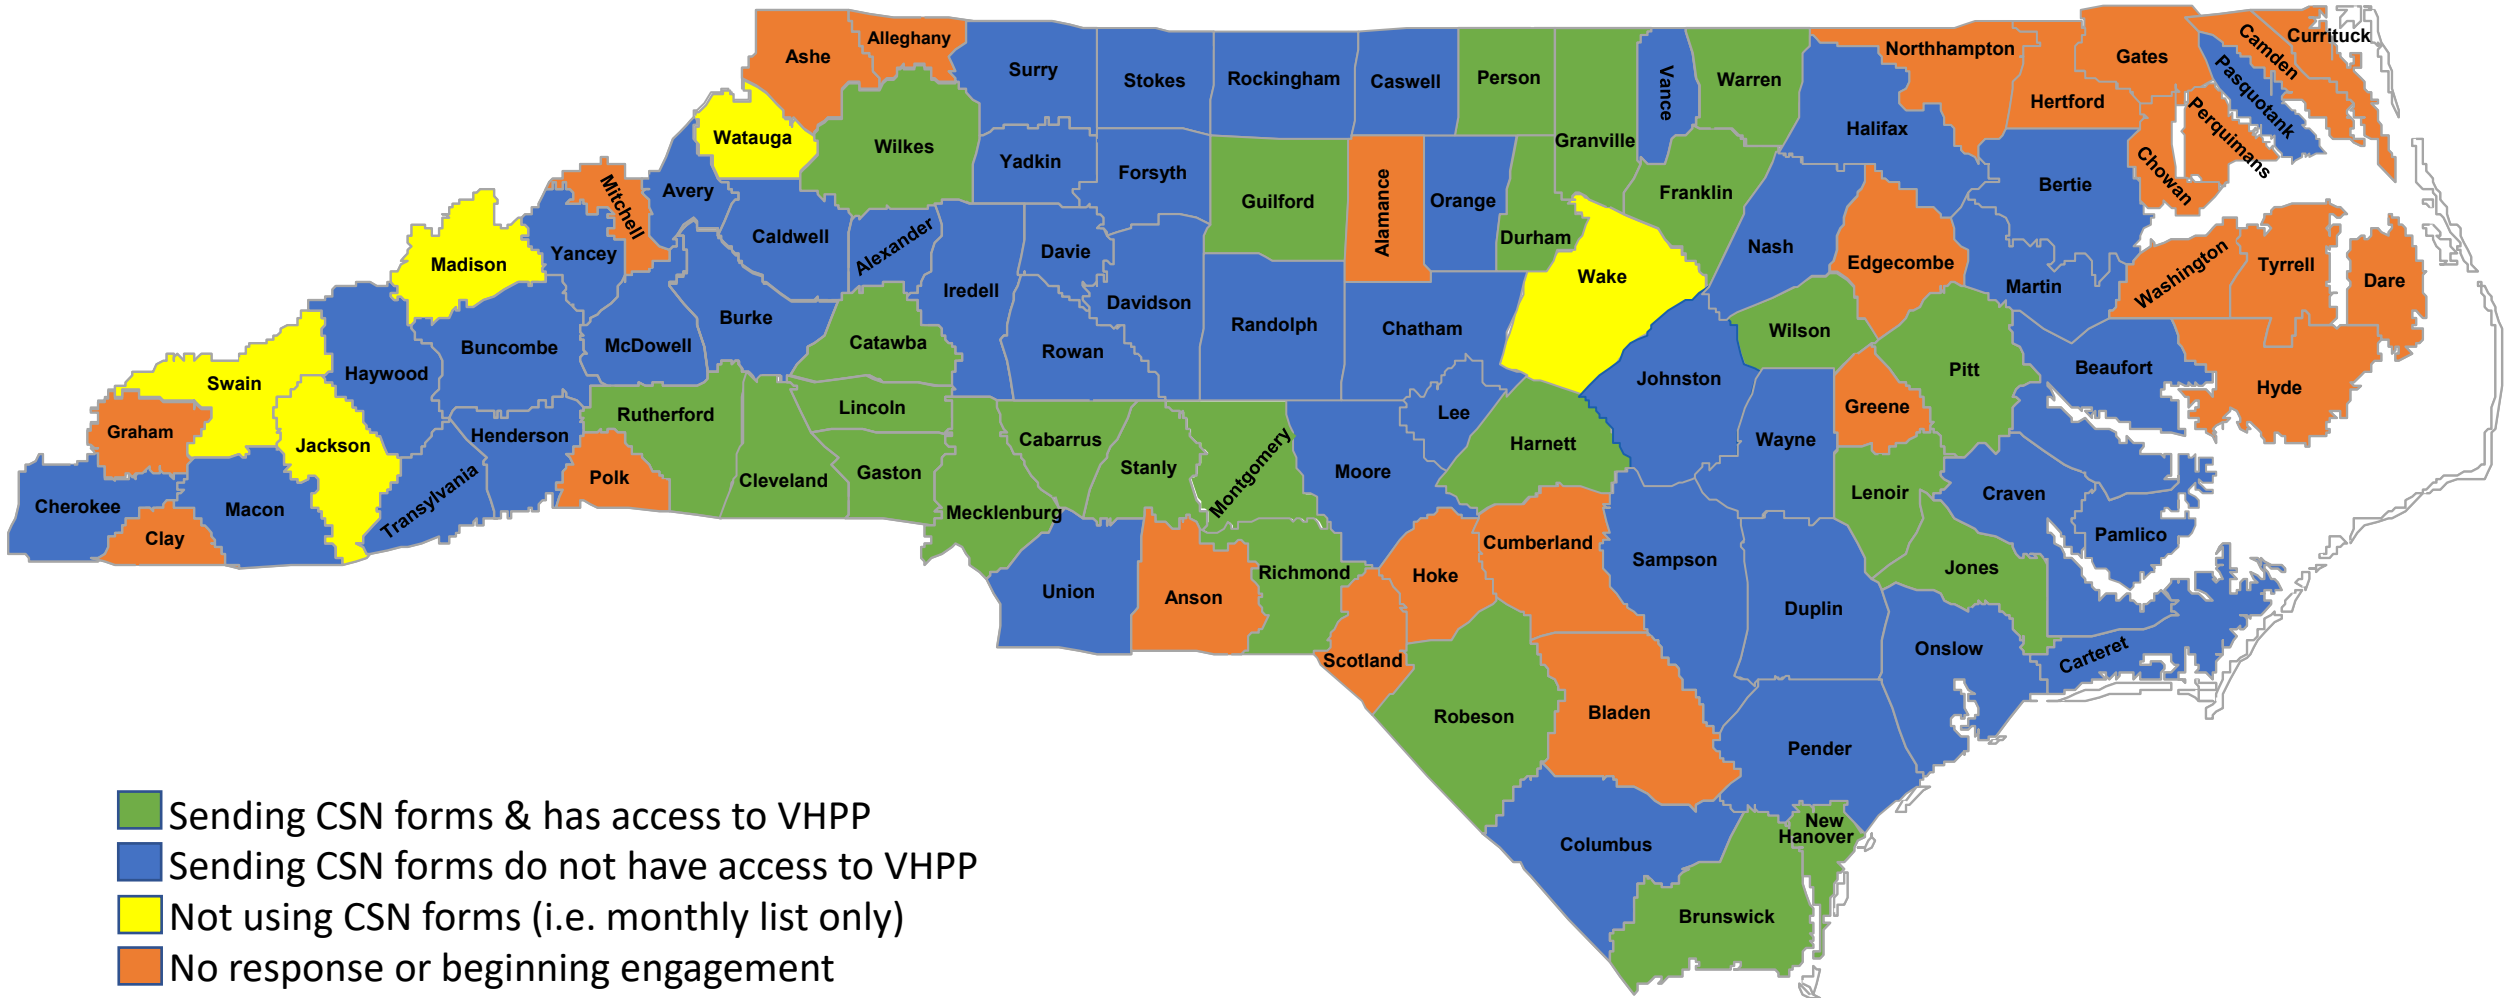 Ashe
Alleghany
Surry
Stokes
Rockingham
Caswell
Person
Granville
Vance
Warren
Northhampton
Gates
Camden
Currituck
Hertford
Pasquotank
Perquimans
Chowan
Halifax
Bertie
Watauga
Wilkes
Yadkin
Forsyth
Guilford
Alamance
Orange
Durham
Franklin
Nash
Edgecombe
Martin
Washington
Tyrrell
Dare
Mitchell
Avery
Caldwell
Alexander
Davie
Iredell
Davidson
Madison
Yancey
Wake
Wilson
Pitt
Beaufort
Hyde
Swain
Haywood
Buncombe
McDowell
Burke
Catawba
Rowan
Randolph
Chatham
Johnston
Greene
Graham
Jackson
Henderson
Rutherford
Lincoln
Cabarrus
Stanly
Montgomery
Moore
Lee
Harnett
Wayne
Lenoir
Craven
Pamlico
Cherokee
Clay
Macon
Transylvania
Polk
Cleveland
Gaston
Mecklenburg
Union
Anson
Richmond
Scotland
Hoke
Cumberland
Sampson
Duplin
Jones
Onslow
Carteret
Robeson
Bladen
Pender
Columbus
New
Hanover
Brunswick
Sending CSN forms & has access to VHPP
Sending CSN forms do not have access to VHPP
Not using CSN forms (i.e. monthly list only)
No response or beginning engagement